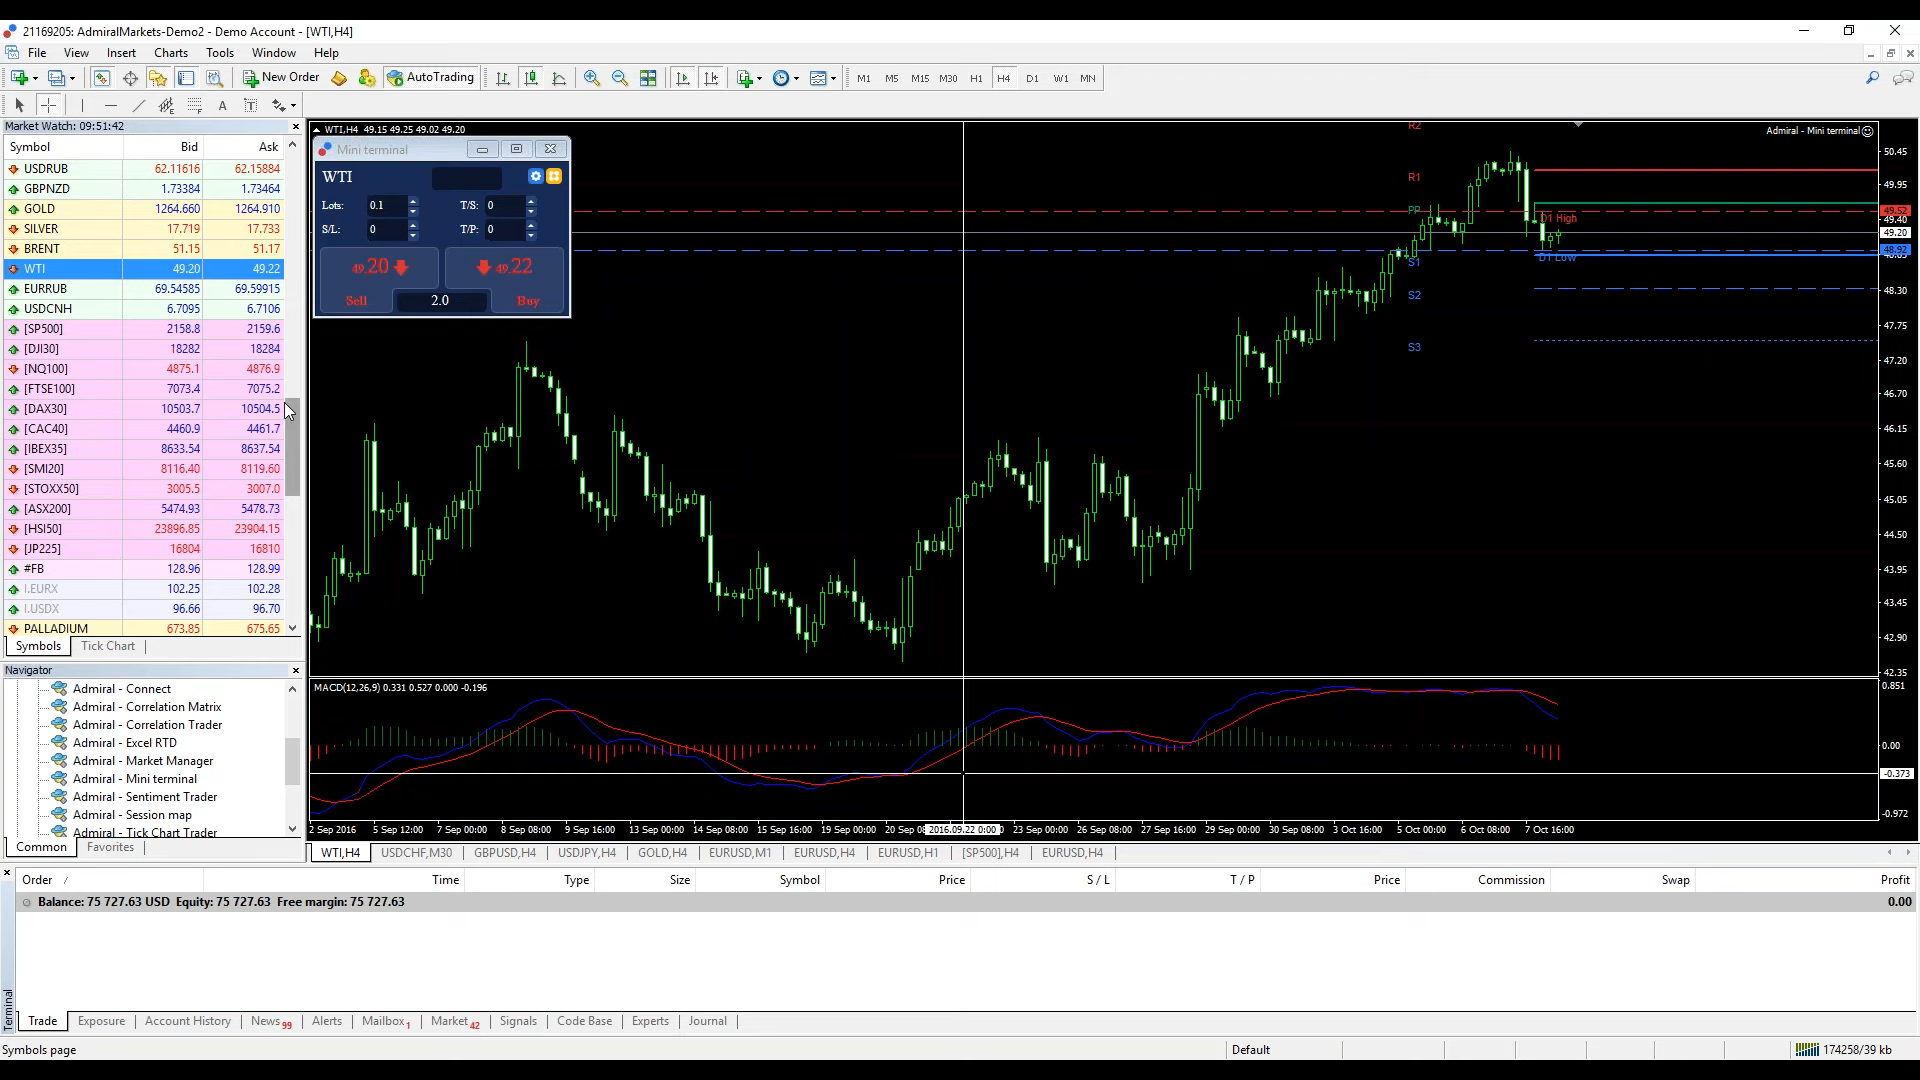 21169205: AdmiralMarkets-Demo2 - Demo Account - [WTI,H4]
File View Insert Charts Tools Window Help
New Order AutoTrading M1 M5 M15 M30 H1 H4 D1 W1 MN
A T
Market Watch: 09:51:42
Symbol Bid Ask
USDRUB 62.11616 62.15884
GBPNZD 1.73384 1.73464
GOLD 1264.660 1264.910
SILVER 17.719 17.733
BRENT 51.15 51.17
WTI 49.20 49.22
EURRUB 69.54585 69.59915
USDCNH 6.7095 6.7106
[SP500] 2158.8 2159.6
[DJI30] 18282 18284
[NQ100] 4875.1 4876.9
[FTSE100] 7073.4 7075.2
[DAX30] 10503.7 10504.5
[CAC40] 4460.9 4461.7
[IBEX35] 8633.54 8637.54
[SMI20] 8116.40 8119.60
[STOXX50] 3005.5 3007.0
[ASX200] 5474.93 5478.73
[HSI50] 23896.85 23904.15
[JP225] 16804 16810
#FB 128.96 128.99
I.EURX 102.25 102.28
I.USDX 96.66 96.70
PALLADIUM 673.85 675.65
Symbols Tick Chart
Navigator
Admiral - Connect
Admiral - Correlation Matrix
Admiral - Correlation Trader
Admiral - Excel RTD
Admiral - Market Manager
Admiral - Mini terminal
Admiral - Sentiment Trader
Admiral - Session map
Admiral - Tick Chart Trader
Common Favorites
WTI,H4 49.15 49.25 49.02 49.20
Admiral - Mini terminal
Mini terminal
WTI
Lots: 0.1 T/S: 0
S/L: 0 T/P: 0
49.20 49.22
Sell 2.0 Buy
R2
R1
PP
S1
S2
S3
D1 High
D1 Low
50.45
49.95
49.52
49.40
49.20
48.92
48.30
47.75
47.20
46.70
46.15
45.60
45.05
44.50
43.95
43.45
42.90
42.35
MACD(12,26,9) 0.331 0.527 0.000 -0.196
0.851
0.00
-0.373
-0.972
2 Sep 2016 5 Sep 12:00 7 Sep 00:00 8 Sep 08:00 9 Sep 16:00 13 Sep 00:00 14 Sep 08:00 15 Sep 16:00 19 Sep 00:00 20 Sep 2016.09.22 0:00 23 Sep 00:00 26 Sep 08:00 27 Sep 16:00 29 Sep 00:00 30 Sep 08:00 3 Oct 16:00 5 Oct 00:00 6 Oct 08:00 7 Oct 16:00
WTI,H4 USDCHF,M30 GBPUSD,H4 USDJPY,H4 GOLD,H4 EURUSD,M1 EURUSD,H4 EURUSD,H1 [SP500],H4 EURUSD,H4
Order / Time Type Size Symbol Price S / L T / P Price Commission Swap Profit
Balance: 75 727.63 USD Equity: 75 727.63 Free margin: 75 727.63 0.00
Terminal
Trade Exposure Account History News 99 Alerts Mailbox 1 Market 42 Signals Code Base Experts Journal
Symbols page Default 174258/39 kb